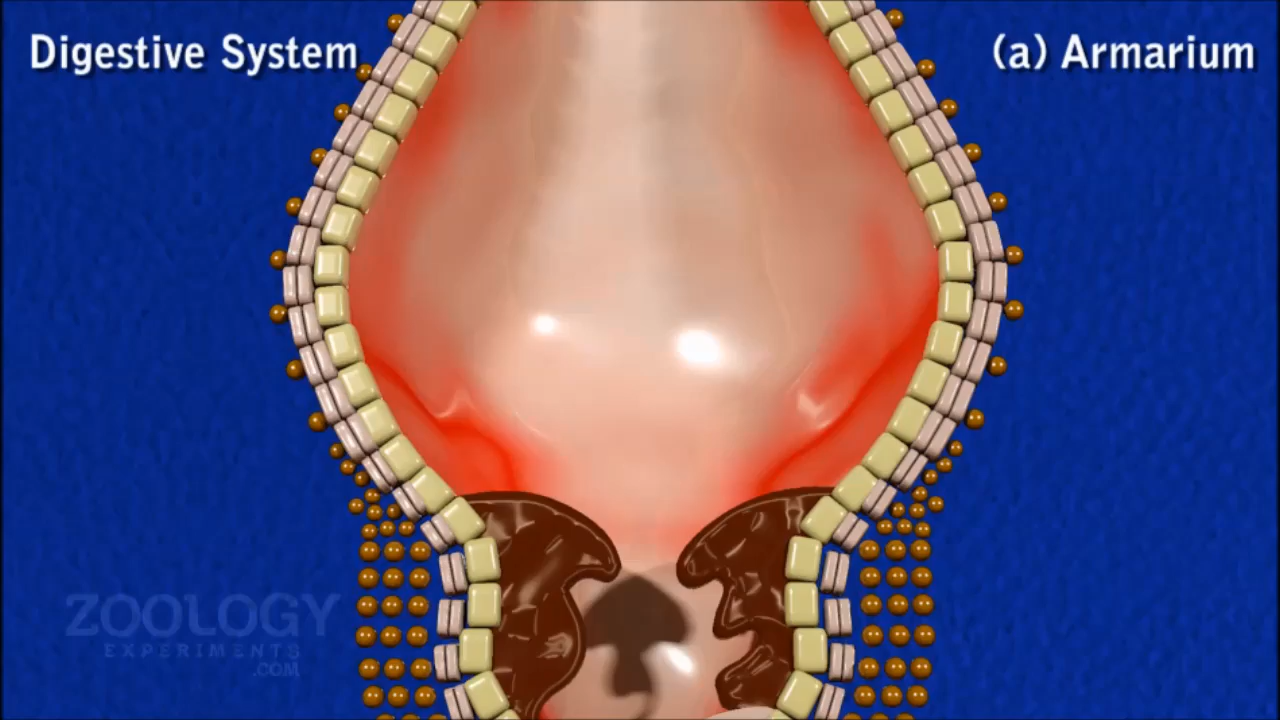 Digestive System
(a) Armarium
ZOOLOGY
EXPERIMENTS
.COM